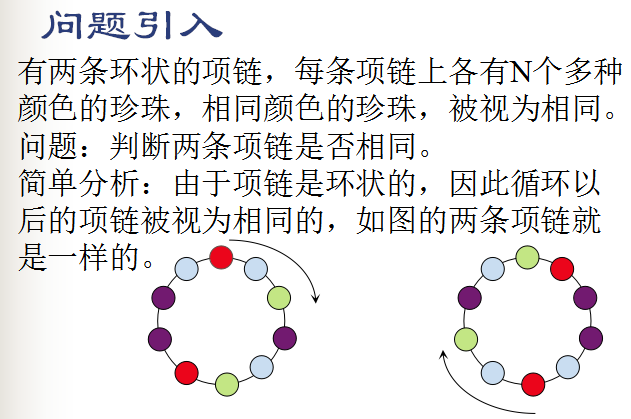 问题引入
有两条环状的项链，每条项链上各有N个多种
颜色的珍珠，相同颜色的珍珠，被视为相同。
问题：判断两条项链是否相同。
简单分析：由于项链是环状的，因此循环以
后的项链被视为相同的，如图的两条项链就
是一样的。